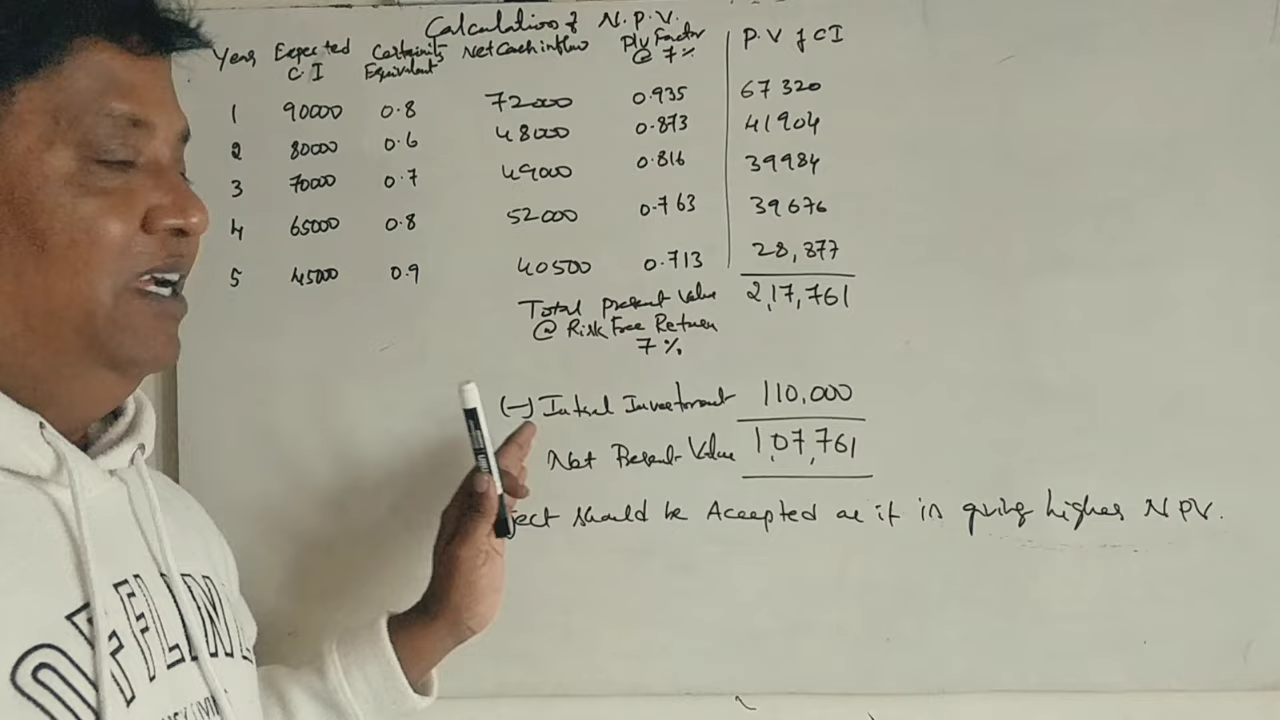 Calculation of N.P.V.
Year Expected C.I Certainity Equivalent Net Cash inflow P/v Factor @ 7% P.V of CI
1 90000 0.8 72000 0.935 67320
2 80000 0.6 48000 0.873 41904
3 70000 0.7 49000 0.816 39984
4 65000 0.8 52000 0.763 39676
5 45000 0.9 40500 0.713 28,877
Total Present Value 2,17,761
@ Risk Free Return
7%
(-) Initial Investment 110,000
Net Present Value 1,07,761
ject should be Accepted as it is giving higher NPV.
OFFLIN